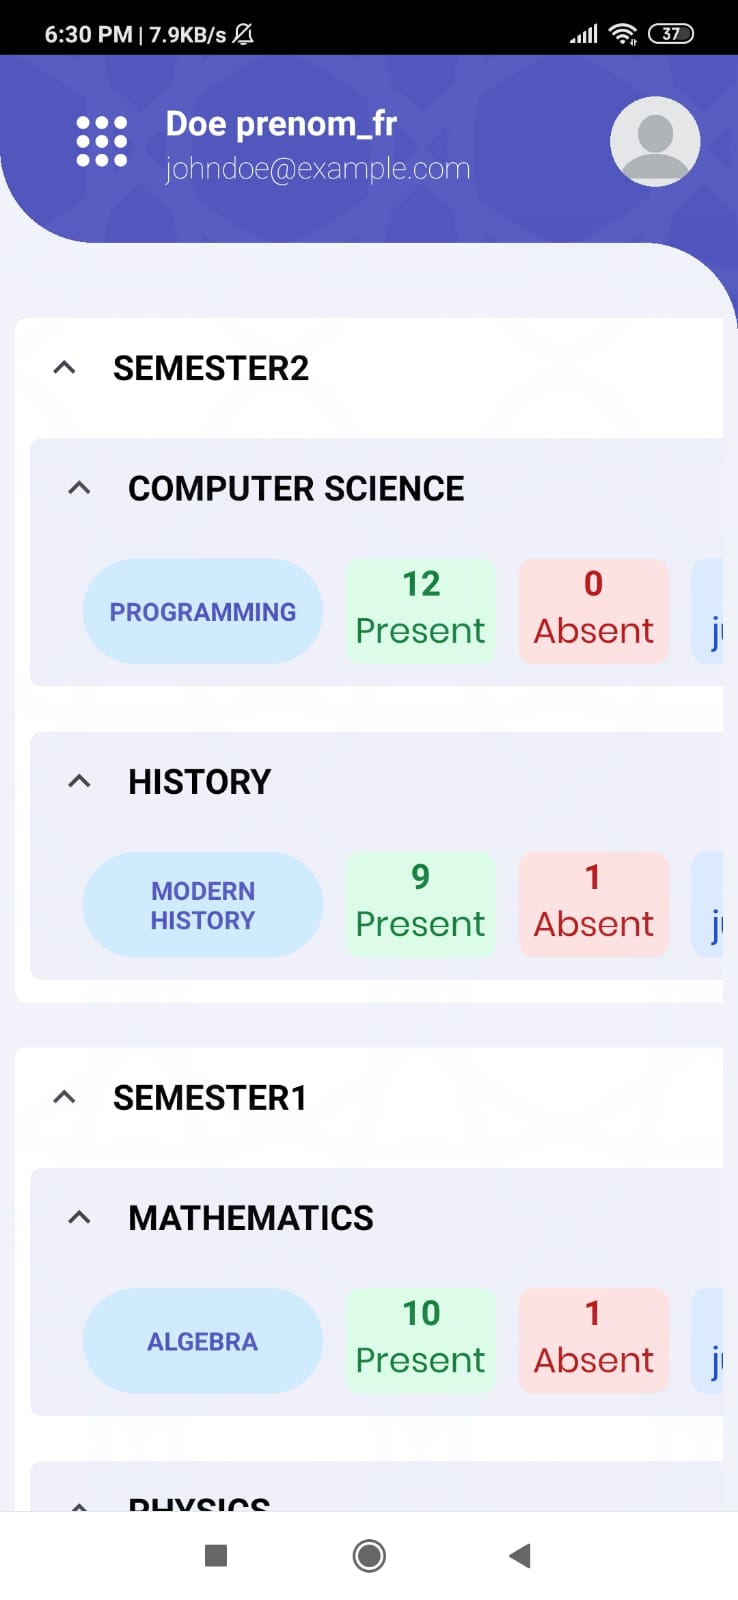 6:30 PM | 7.9KB/s
37
Doe prenom_fr
johndoe@example.com
SEMESTER2
COMPUTER SCIENCE
PROGRAMMING
12
Present
0
Absent
HISTORY
MODERN
HISTORY
9
Present
1
Absent
SEMESTER1
MATHEMATICS
ALGEBRA
10
Present
1
Absent
PHYSICS